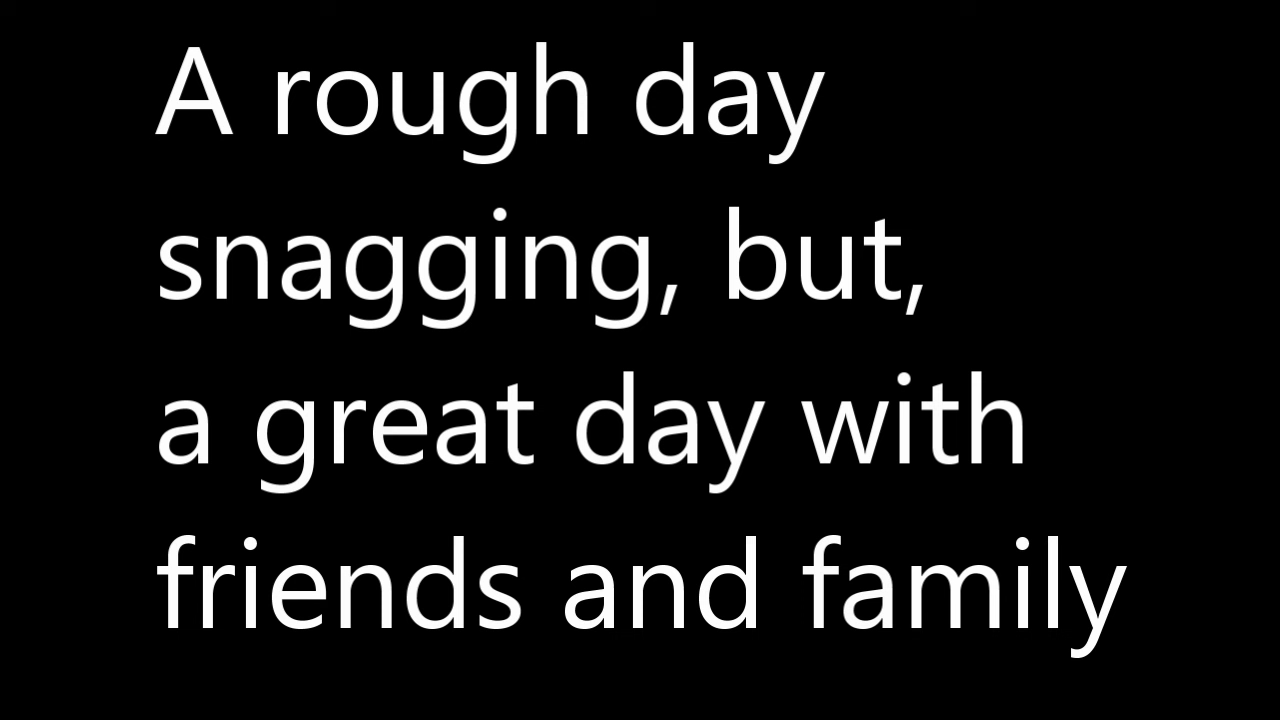 A rough day
snagging, but,
a great day with
friends and family